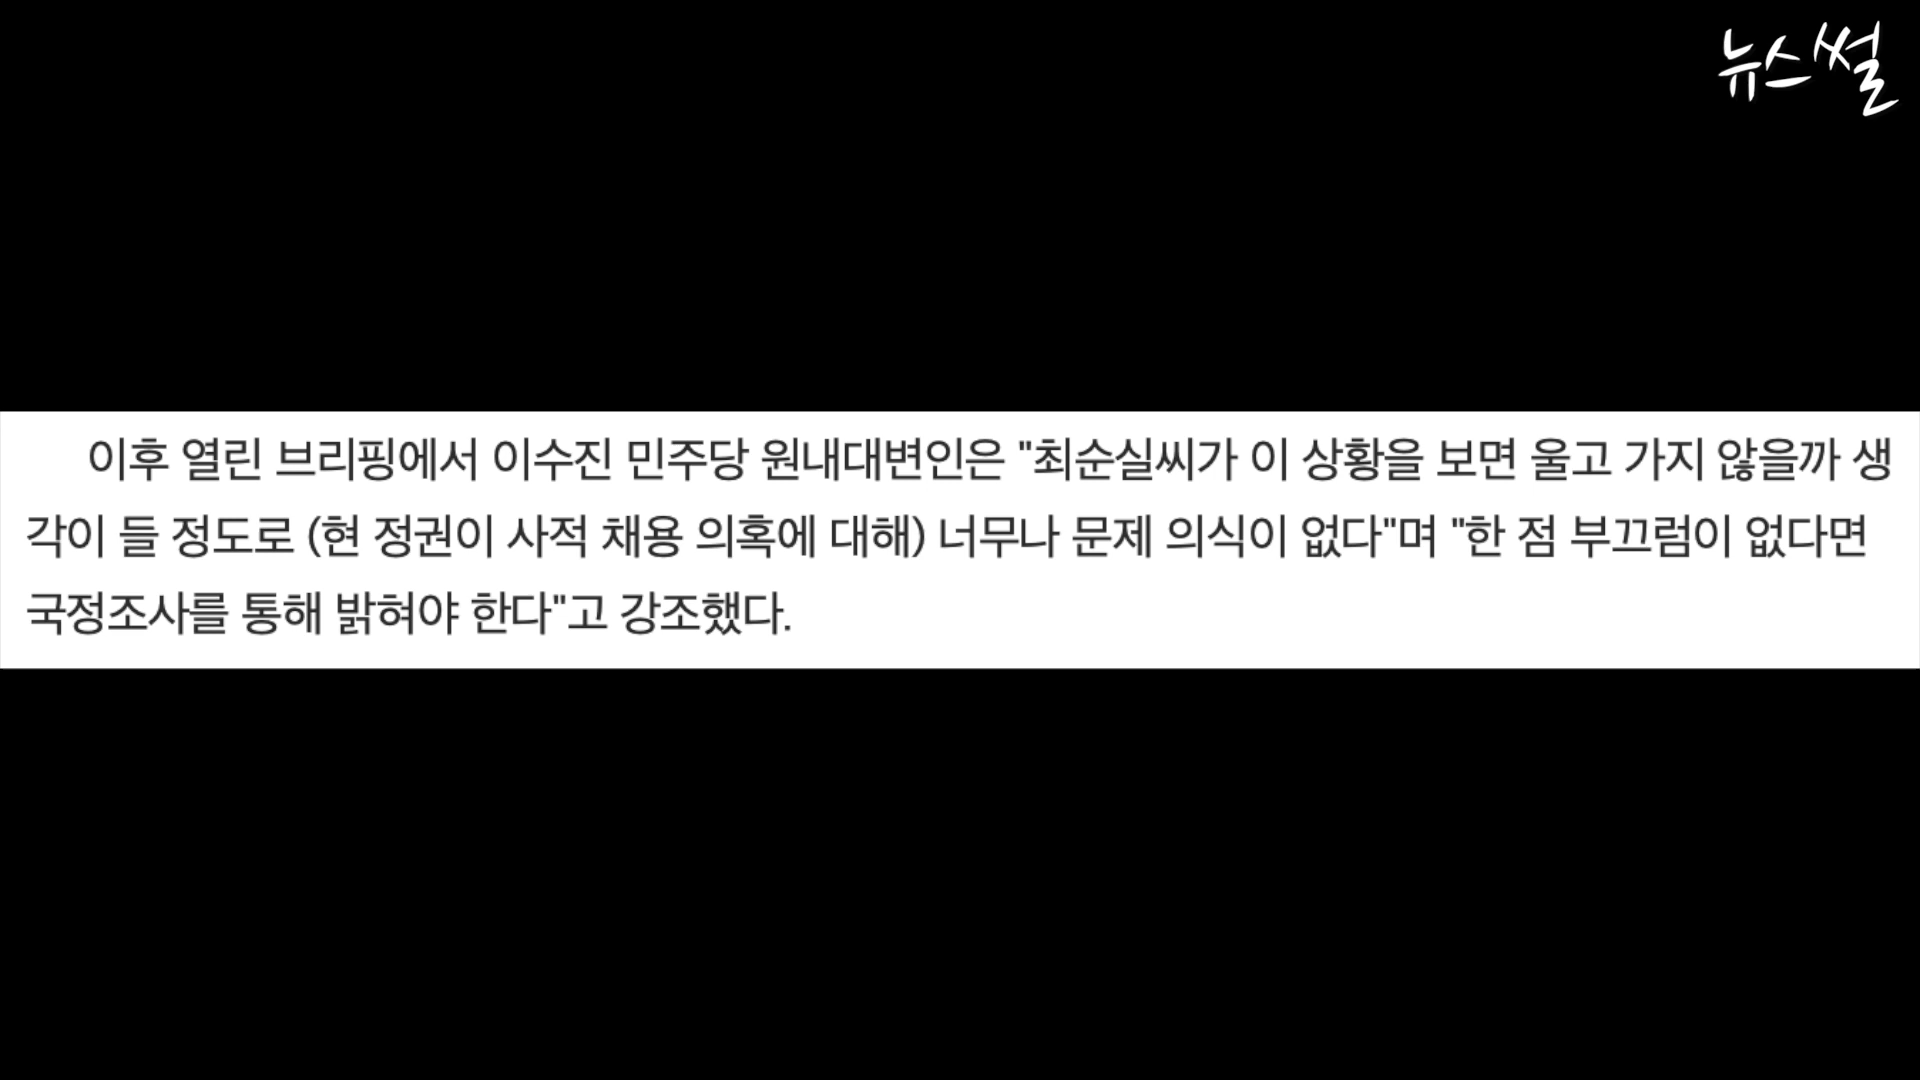 뉴스썰
이후 열린 브리핑에서 이수진 민주당 원내대변인은 "최순실씨가 이 상황을 보면 울고 가지 않을까 생
각이 들 정도로 (현 정권이 사적 채용 의혹에 대해) 너무나 문제 의식이 없다"며 "한 점 부끄럼이 없다면
국정조사를 통해 밝혀야 한다"고 강조했다.